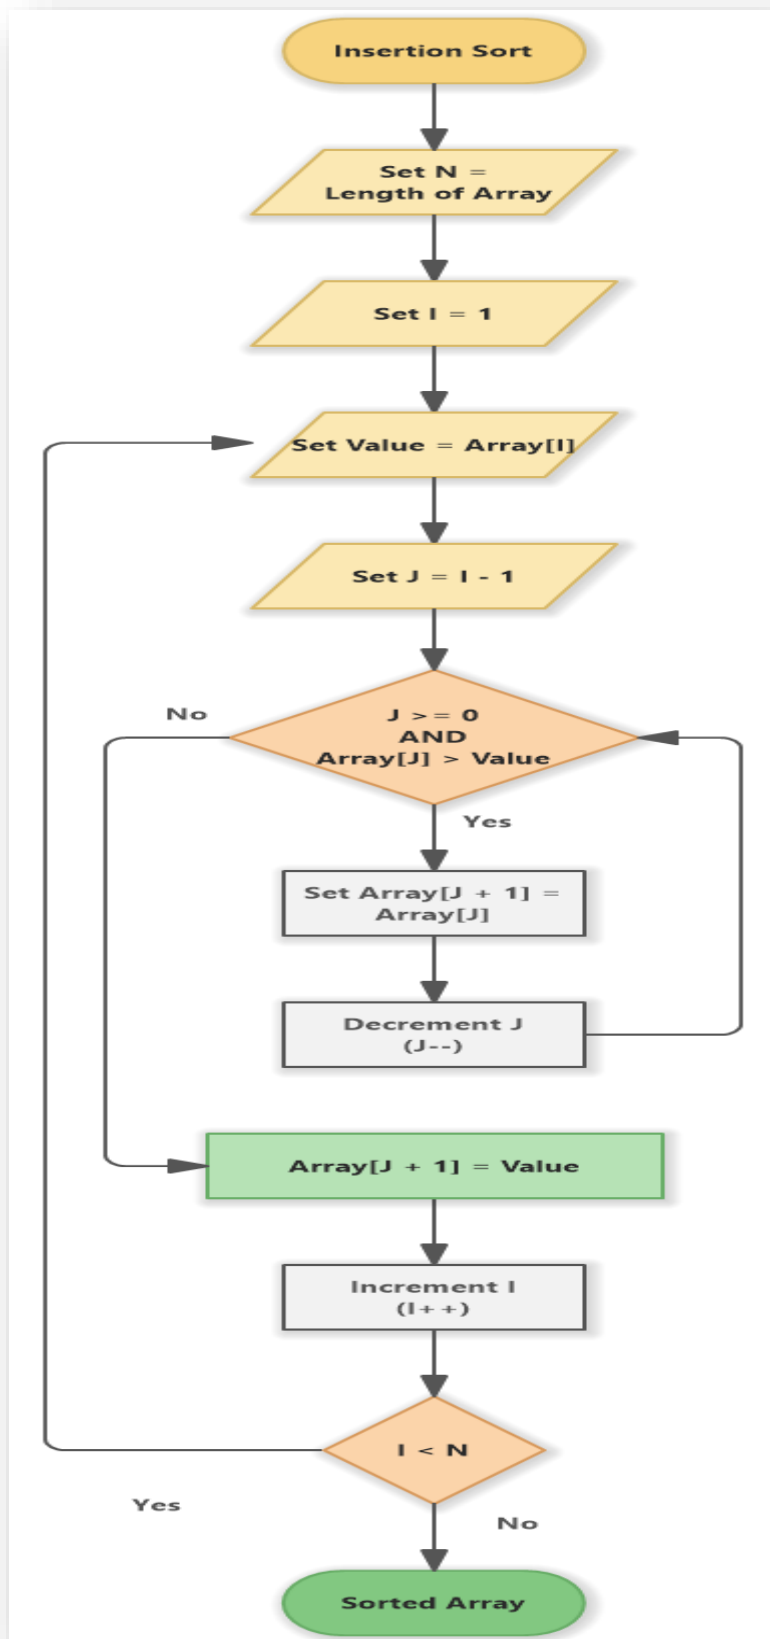 Insertion Sort
Set N =
Length of Array
Set I = 1
Set Value = Array[I]
Set J = I - 1
No
J >= 0
AND
Array[J] > Value
Yes
Set Array[J + 1] =
Array[J]
Decrement J
(J--)
Array[J + 1] = Value
Increment I
(I++)
I < N
Yes
No
Sorted Array